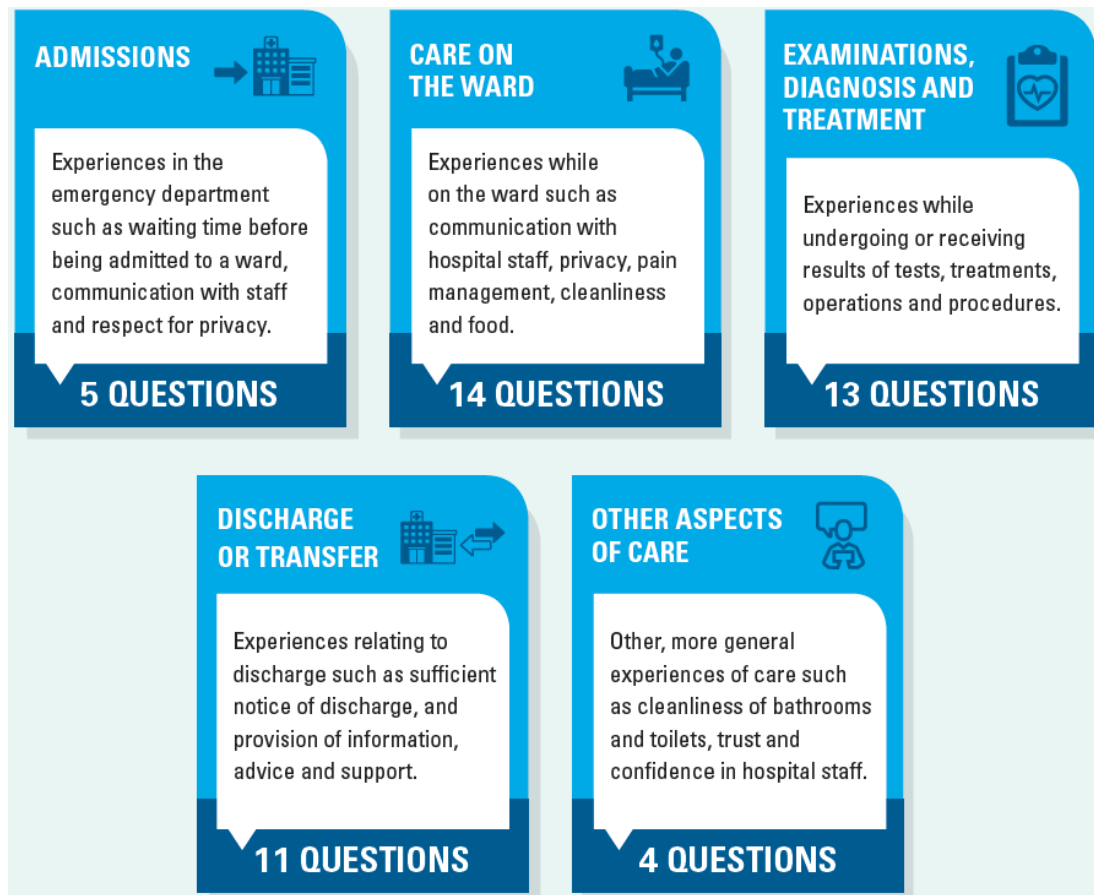 ADMISSIONS
Experiences in the
emergency department
such as waiting time before
being admitted to a ward,
communication with staff
and respect for privacy.
5 QUESTIONS
CARE ON
THE WARD
Experiences while
on the ward such as
communication with
hospital staff, privacy, pain
management, cleanliness
and food.
14 QUESTIONS
EXAMINATIONS,
DIAGNOSIS AND
TREATMENT
Experiences while
undergoing or receiving
results of tests, treatments,
operations and procedures.
13 QUESTIONS
DISCHARGE
OR TRANSFER
Experiences relating to
discharge such as sufficient
notice of discharge, and
provision of information,
advice and support.
11 QUESTIONS
OTHER ASPECTS
OF CARE
Other, more general
experiences of care such
as cleanliness of bathrooms
and toilets, trust and
confidence in hospital staff.
4 QUESTIONS